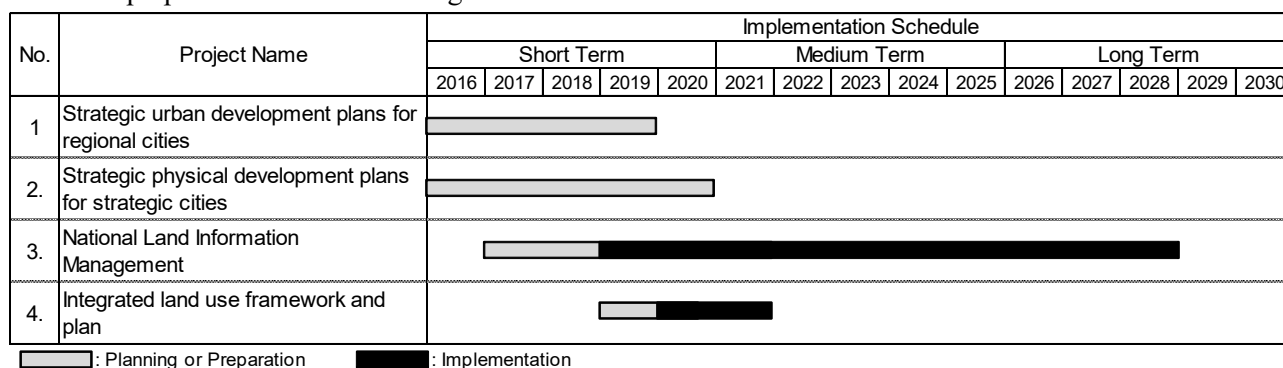 Implementation Schedule
No. Project Name Short Term Medium Term Long Term
2016 2017 2018 2019 2020 2021 2022 2023 2024 2025 2026 2027 2028 2029 2030
1 Strategic urban development plans for
regional cities
2. Strategic physical development plans
for strategic cities
3. National Land Information
Management
4. Integrated land use framework and
plan
: Planning or Preparation : Implementation